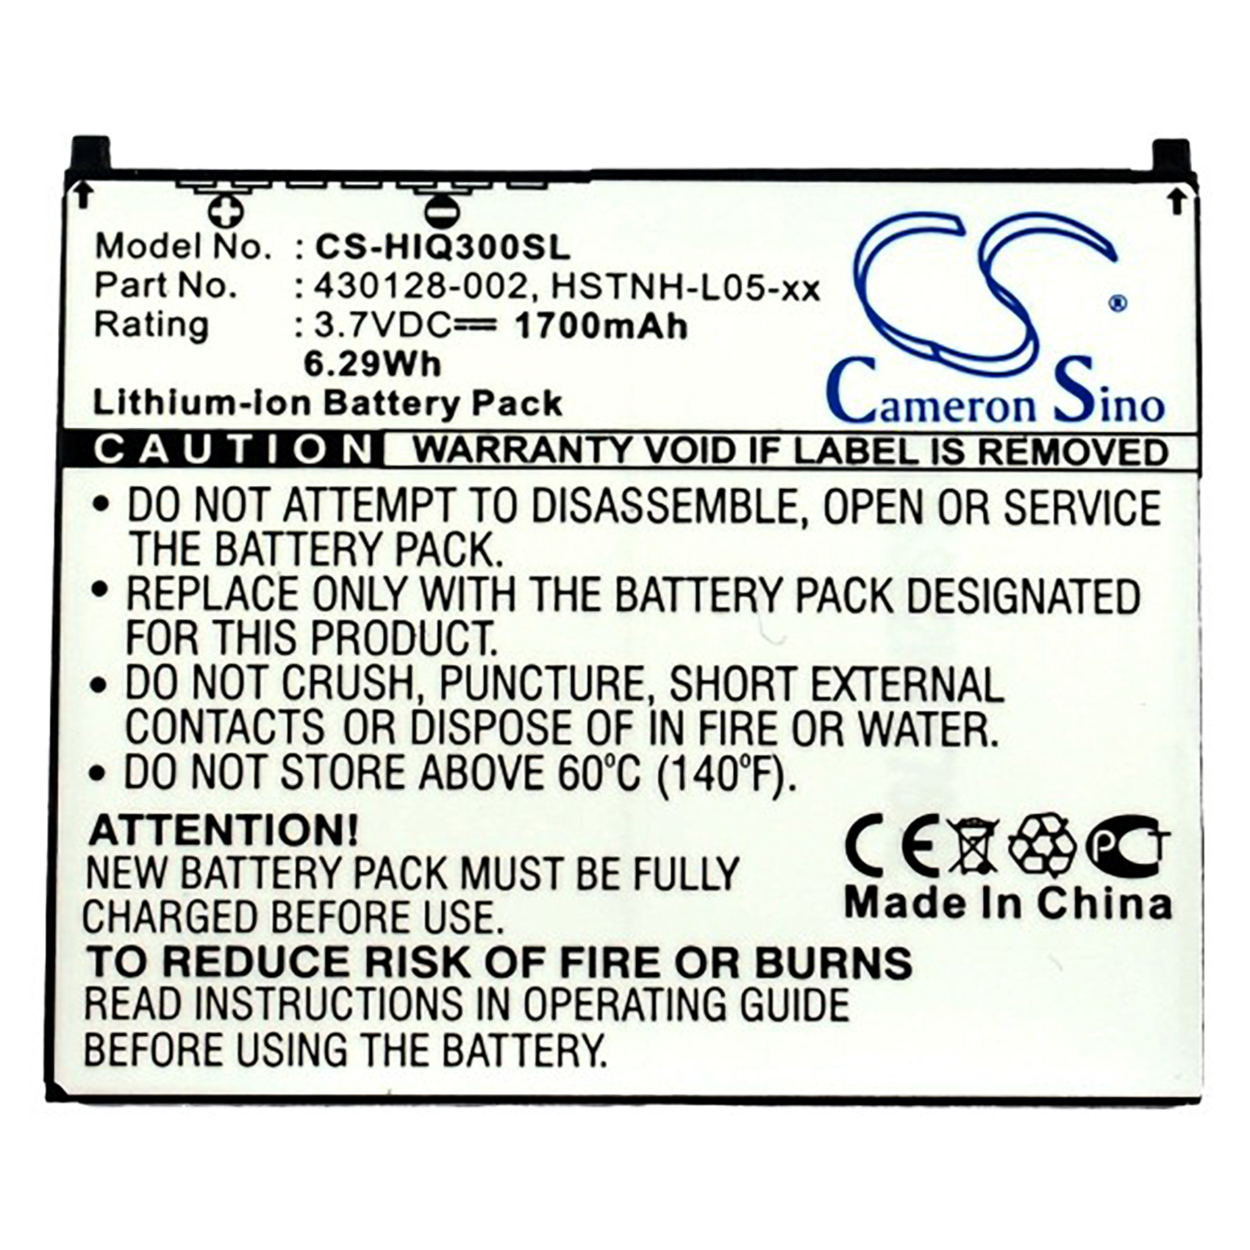 Model No. : CS-HIQ300SL
Part No. : 430128-002, HSTNH-L05-xx
Rating : 3.7VDC⎓ 1700mAh
6.29Wh
Lithium-ion Battery Pack
CS ®
Cameron Sino
CAUTION WARRANTY VOID IF LABEL IS REMOVED
• DO NOT ATTEMPT TO DISASSEMBLE, OPEN OR SERVICE
THE BATTERY PACK.
• REPLACE ONLY WITH THE BATTERY PACK DESIGNATED
FOR THIS PRODUCT.
• DO NOT CRUSH, PUNCTURE, SHORT EXTERNAL
CONTACTS OR DISPOSE OF IN FIRE OR WATER.
• DO NOT STORE ABOVE 60°C (140°F).
ATTENTION!
NEW BATTERY PACK MUST BE FULLY
CHARGED BEFORE USE.
CE PCT
Made In China
TO REDUCE RISK OF FIRE OR BURNS
READ INSTRUCTIONS IN OPERATING GUIDE
BEFORE USING THE BATTERY.